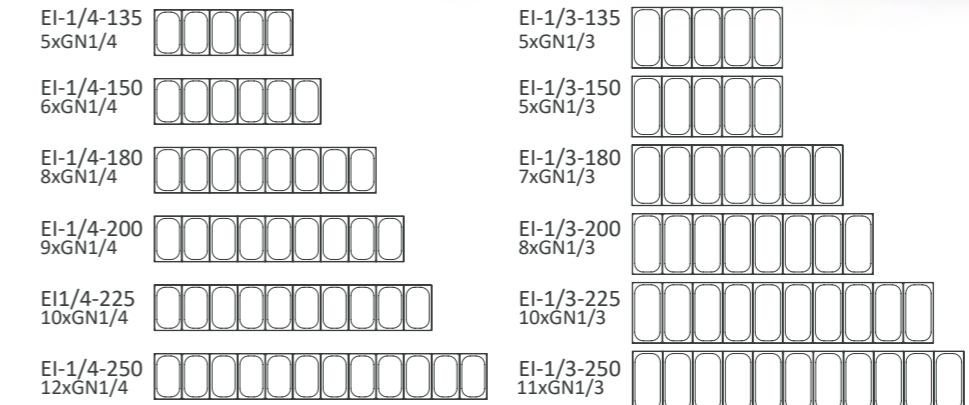 EI-1/4-135
5xGN1/4
EI-1/4-150
6xGN1/4
EI-1/4-180
8xGN1/4
EI-1/4-200
9xGN1/4
EI1/4-225
10xGN1/4
EI-1/4-250
12xGN1/4
EI-1/3-135
5xGN1/3
EI-1/3-150
5xGN1/3
EI-1/3-180
7xGN1/3
EI-1/3-200
8xGN1/3
EI-1/3-225
10xGN1/3
EI-1/3-250
11xGN1/3